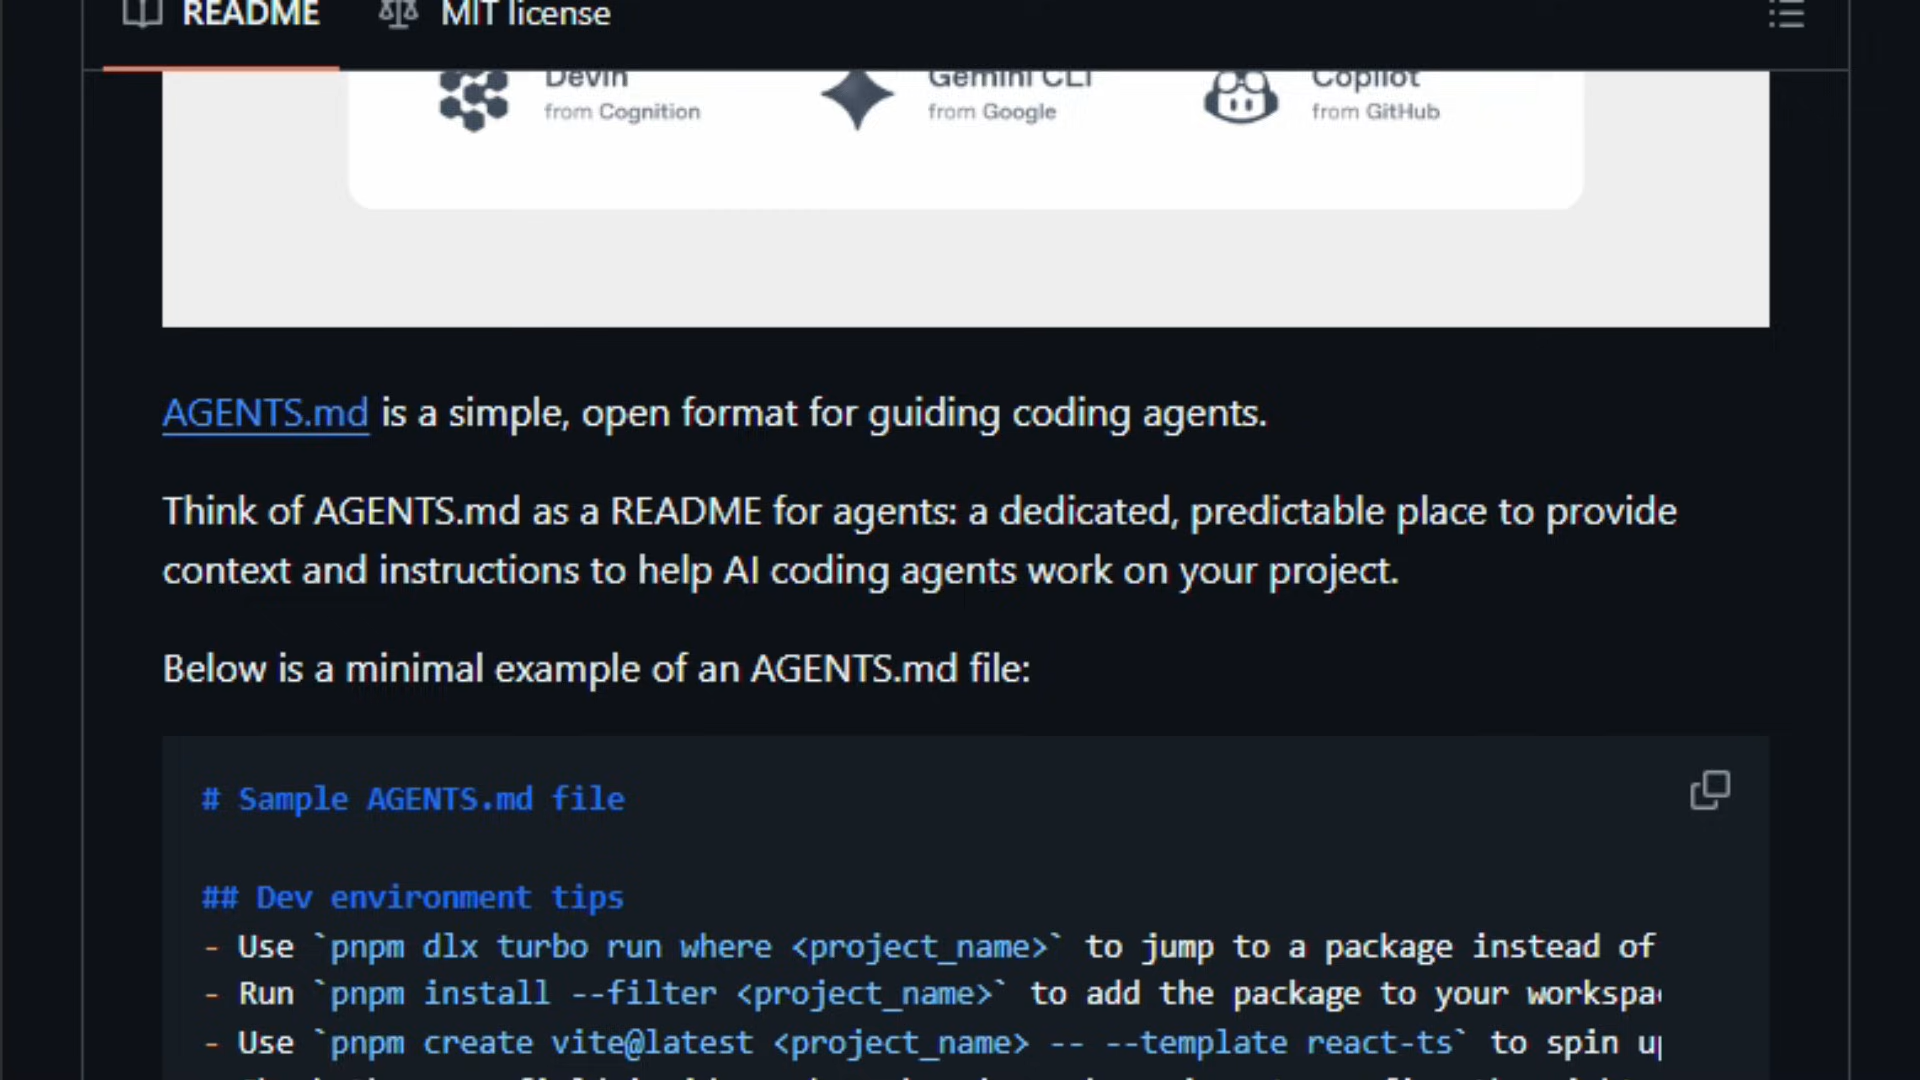 README MIT license
Devin Gemini CLI Copilot
from Cognition from Google from GitHub
AGENTS.md is a simple, open format for guiding coding agents.
Think of AGENTS.md as a README for agents: a dedicated, predictable place to provide
context and instructions to help AI coding agents work on your project.
Below is a minimal example of an AGENTS.md file:
# Sample AGENTS.md file
## Dev environment tips
- Use `pnpm dlx turbo run where <project_name>` to jump to a package instead of
- Run `pnpm install --filter <project_name>` to add the package to your
- Use `pnpm create vite@latest <project_name> -- --template react-ts` to spin